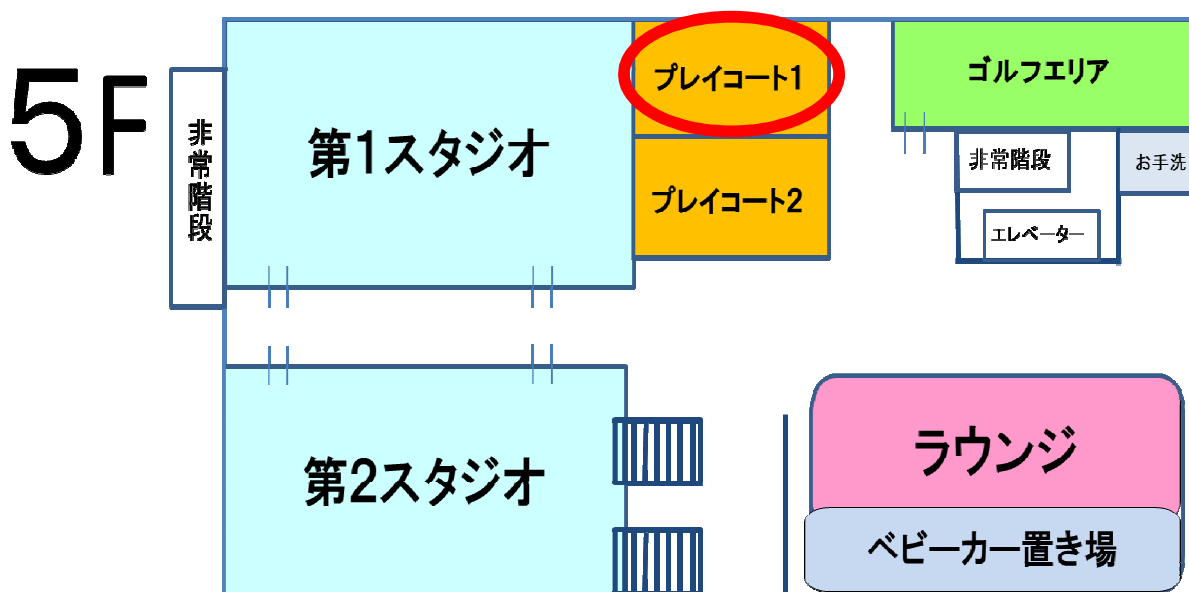 5F
非常階段
第1スタジオ
プレイコート1
プレイコート2
ゴルフエリア
非常階段
お手洗
エレベーター
第2スタジオ
ラウンジ
ベビーカー置き場